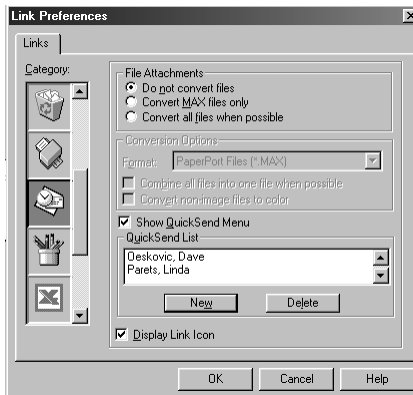 Link Preferences
Links
Category:
File Attachments
Do not convert files
Convert MAX files only
Convert all files when possible
Conversion Options
Format: PaperPort Files (*.MAX)
Combine all files into one file when possible
Convert non-image files to color
Show QuickSend Menu
QuickSend List
Oeskovic, Dave
Parets, Linda
New Delete
Display Link Icon
OK Cancel Help